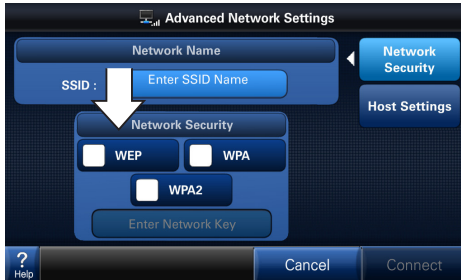 Advanced Network Settings
Network Name
SSID :
Enter SSID Name
Network Security
WEP
WPA
WPA2
Enter Network Key
Network
Security
Host Settings
?
Help
Cancel
Connect